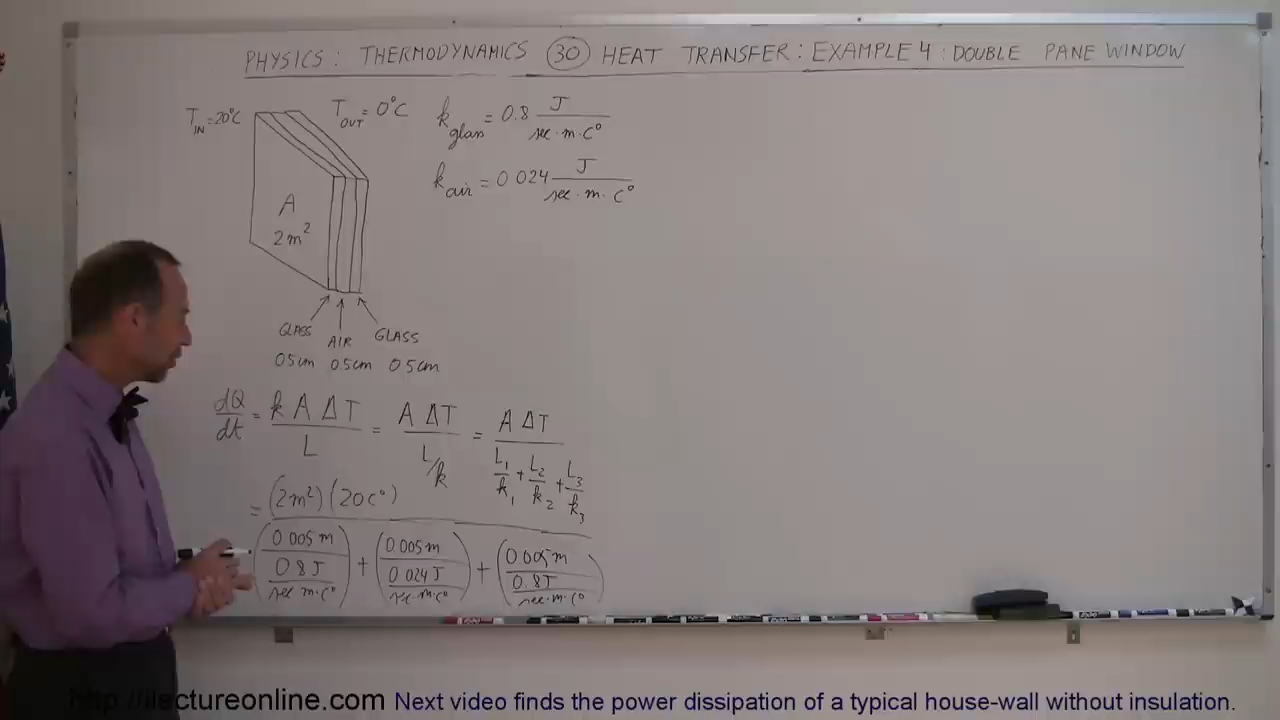 PHYSICS: THERMODYNAMICS 30 HEAT TRANSFER: EXAMPLE 4: DOUBLE PANE WINDOW
T_IN = 20°C
T_OUT = 0°C
k_glass = 0.8 J / sec·m·C°
k_air = 0.024 J / sec·m·C°
A
2m²
GLASS AIR GLASS
0.5cm 0.5cm 0.5cm
dQ/dt = k A ΔT / L = A ΔT / (L/k) = A ΔT / (L₁/k₁ + L₂/k₂ + L₃/k₃)
= (2m²)(20C°) / ((0.005m / (0.8J / sec·m·C°)) + (0.005m / (0.024J / sec·m·C°)) + (0.005m / (0.8J / sec·m·C°)))
http://ilectureonline.com Next video finds the power dissipation of a typical house-wall without insulation.